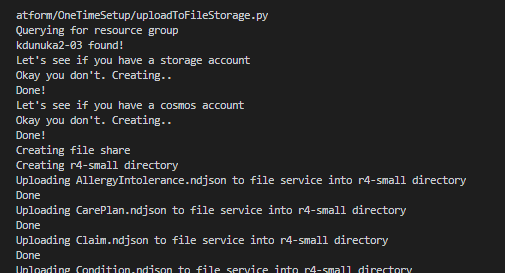 atform/OneTimeSetup/uploadToFileStorage.py
Querying for resource group
kdunuka2-03 found!
Let's see if you have a storage account
Okay you don't. Creating..
Done!
Let's see if you have a cosmos account
Okay you don't. Creating..
Done!
Creating file share
Creating r4-small directory
Uploading AllergyIntolerance.ndjson to file service into r4-small directory
Done
Uploading CarePlan.ndjson to file service into r4-small directory
Done
Uploading Claim.ndjson to file service into r4-small directory
Done
Uploading Condition.ndjson to file service into r4-small directory